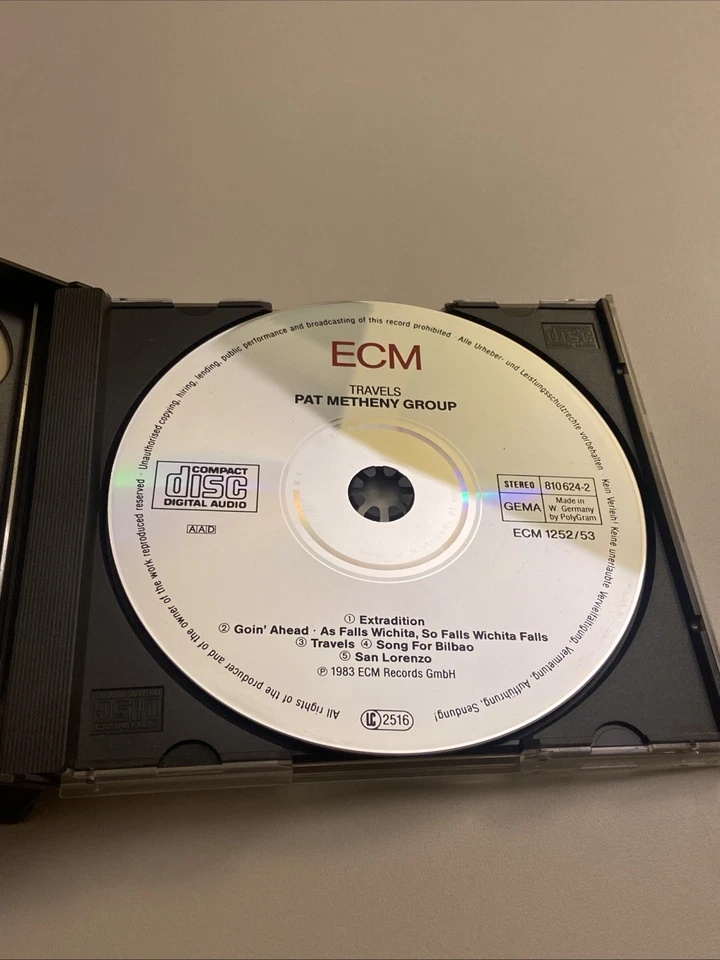 ECM
TRAVELS
PAT METHENY GROUP
COMPACT
disc
DIGITAL AUDIO
AAD
STEREO 810 624-2
GEMA Made in W. Germany by PolyGram
ECM 1252/53
① Extradition
② Goin' Ahead · As Falls Wichita, So Falls Wichita Falls
③ Travels ④ Song For Bilbao
⑤ San Lorenzo
℗ 1983 ECM Records GmbH
LC 2516
All rights of the producer and of the owner of the work reproduced reserved · Unauthorised copying, hiring, lending, public performance and broadcasting of this record prohibited · Alle Urheber- und Leistungsschutzrechte vorbehalten · Kein Verleih! Keine unerlaubte Vervielfältigung, Vermietung, Aufführung, Sendung!
disc
disc